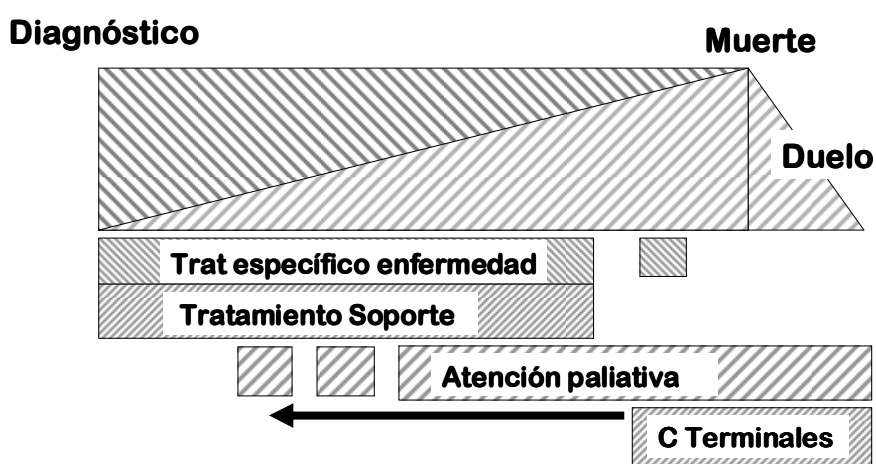 Diagnóstico
Muerte
Duelo
Trat específico enfermedad
Tratamiento Soporte
Atención paliativa
C Terminales